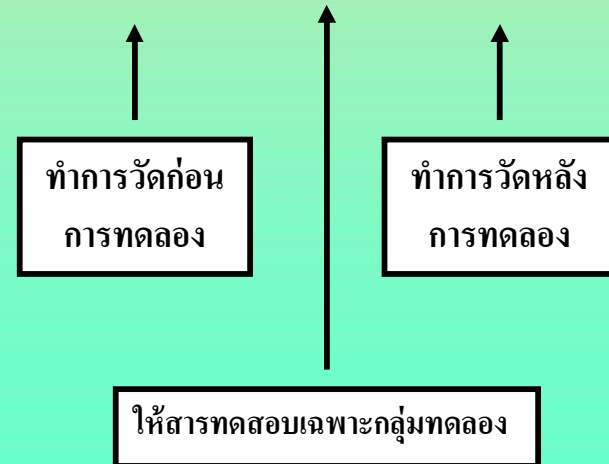 ทำการวัดก่อน
การทดลอง
ทำการวัดหลัง
การทดลอง
ให้สารทดสอบเฉพาะกลุ่มทดลอง